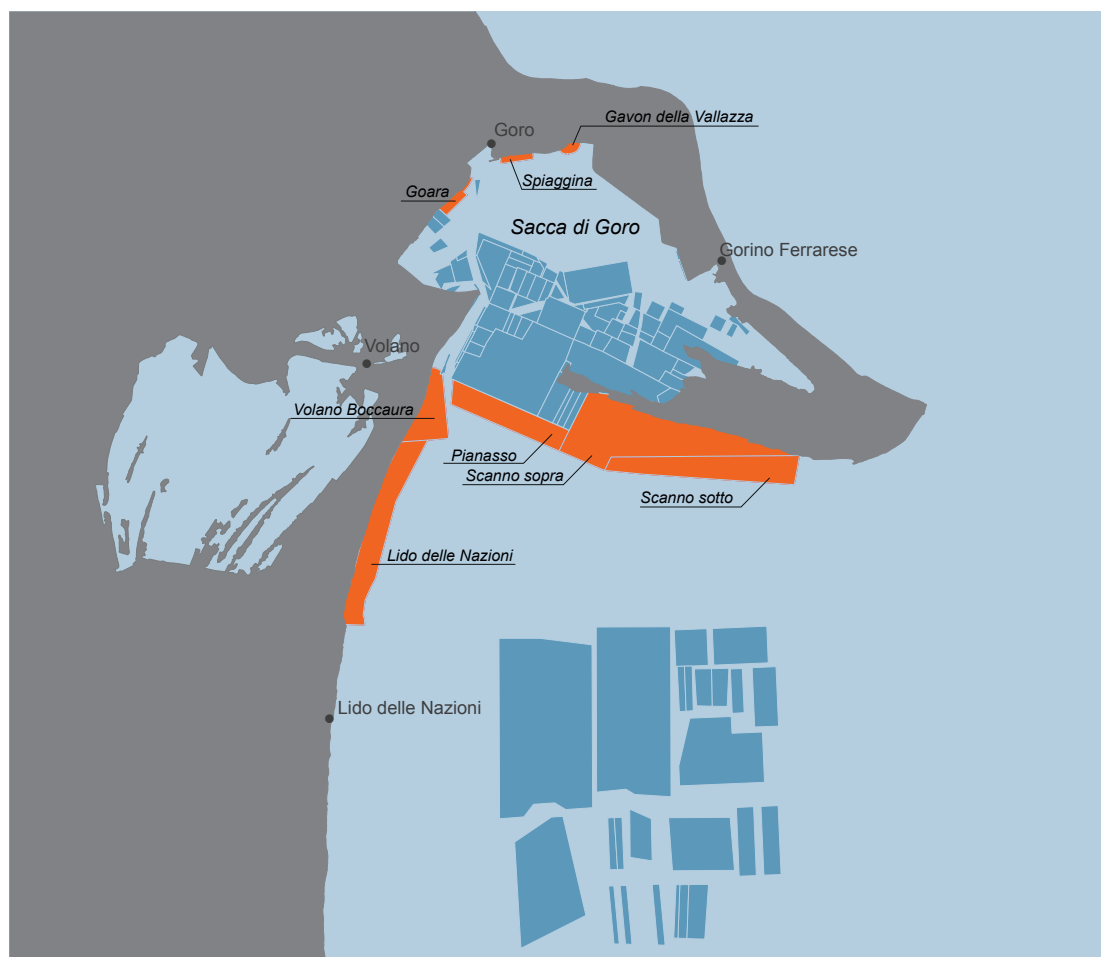 Gavon della Vallazza
Goro
Spiaggina
Goara
Sacca di Goro
Gorino Ferrarese
Volano
Volano Boccaura
Pianasso
Scanno sopra
Scanno sotto
Lido delle Nazioni
Lido delle Nazioni